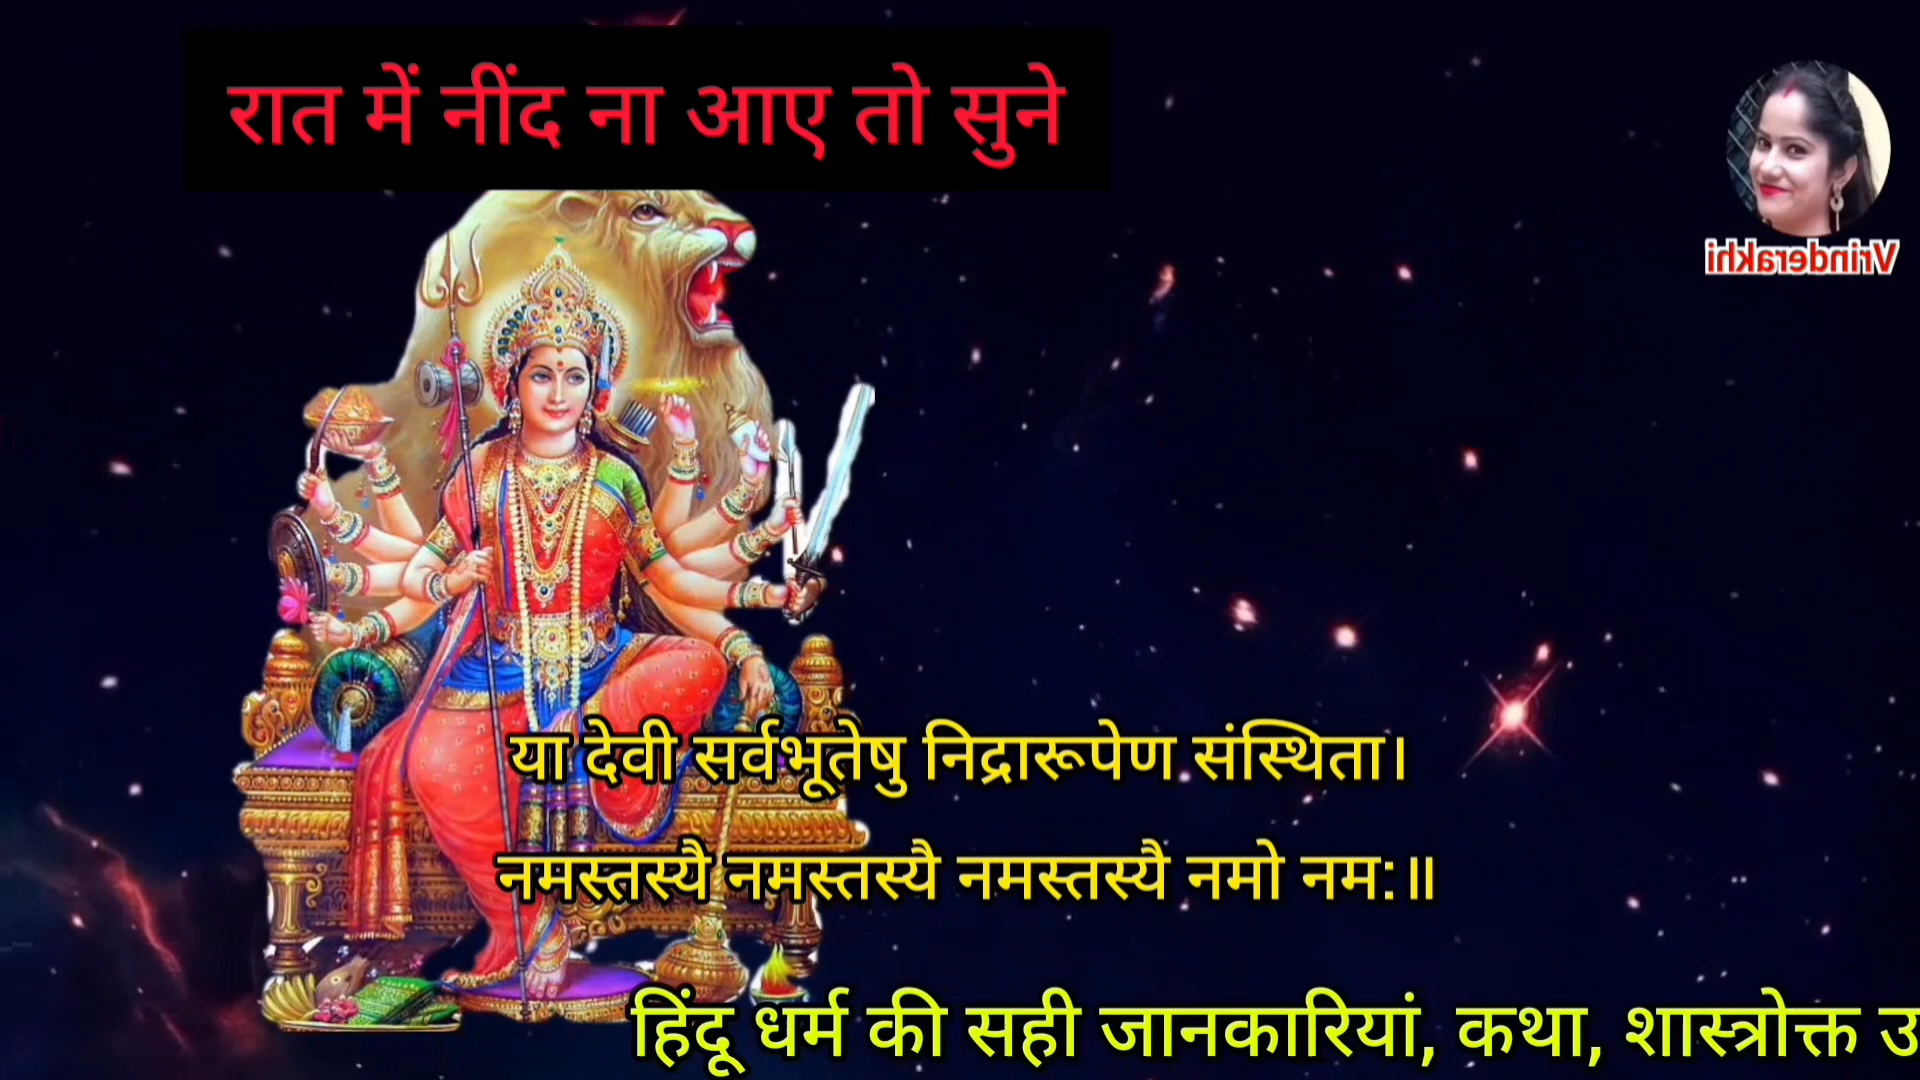 रात में नींद ना आए तो सुने
Vrinderakhi
या देवी सर्वभूतेषु निद्रारूपेण संस्थिता।
नमस्तस्यै नमस्तस्यै नमस्तस्यै नमो नम:॥
हिंदू धर्म की सही जानकारियां, कथा, शास्त्रोक्त उ